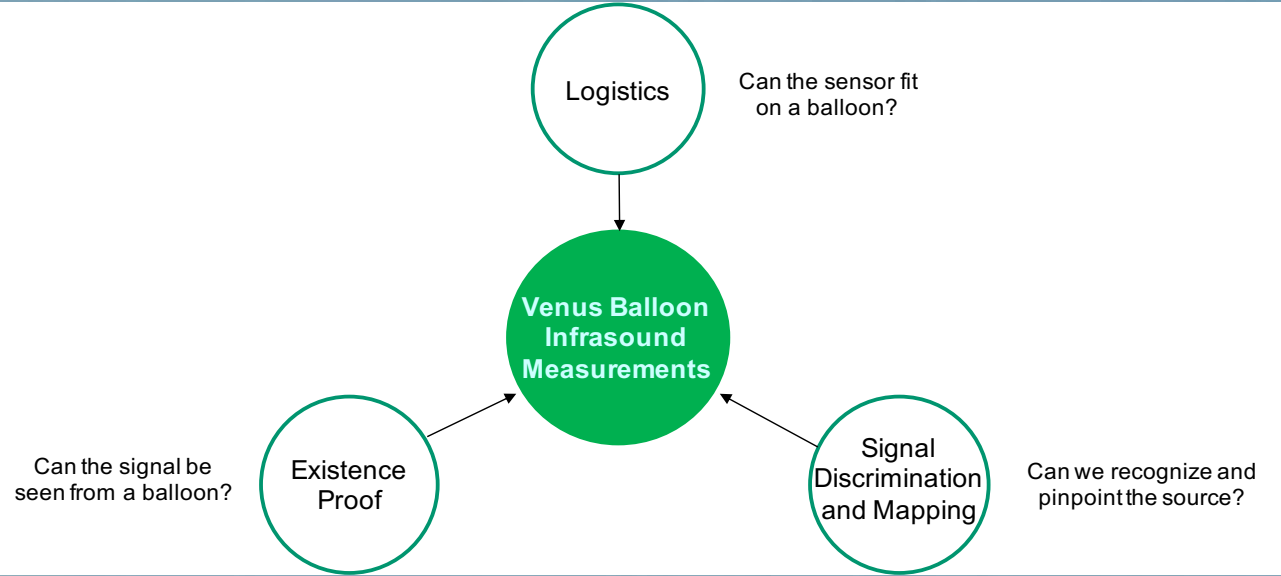 Logistics
Can the sensor fit
on a balloon?
Venus Balloon
Infrasound
Measurements
Can the signal be
seen from a balloon?
Existence
Proof
Signal
Discrimination
and Mapping
Can we recognize and
pinpoint the source?